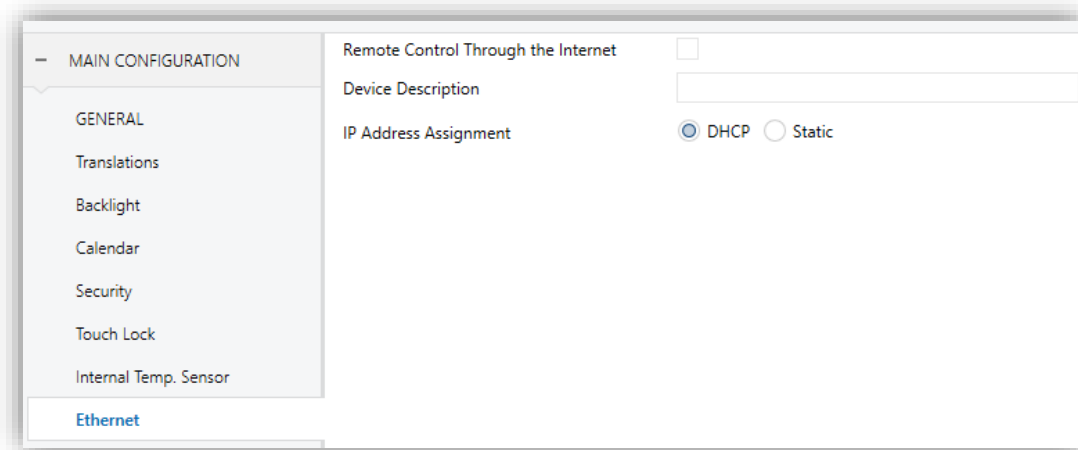 MAIN CONFIGURATION
GENERAL
Translations
Backlight
Calendar
Security
Touch Lock
Internal Temp. Sensor
Ethernet
Remote Control Through the Internet
Device Description
IP Address Assignment DHCP Static